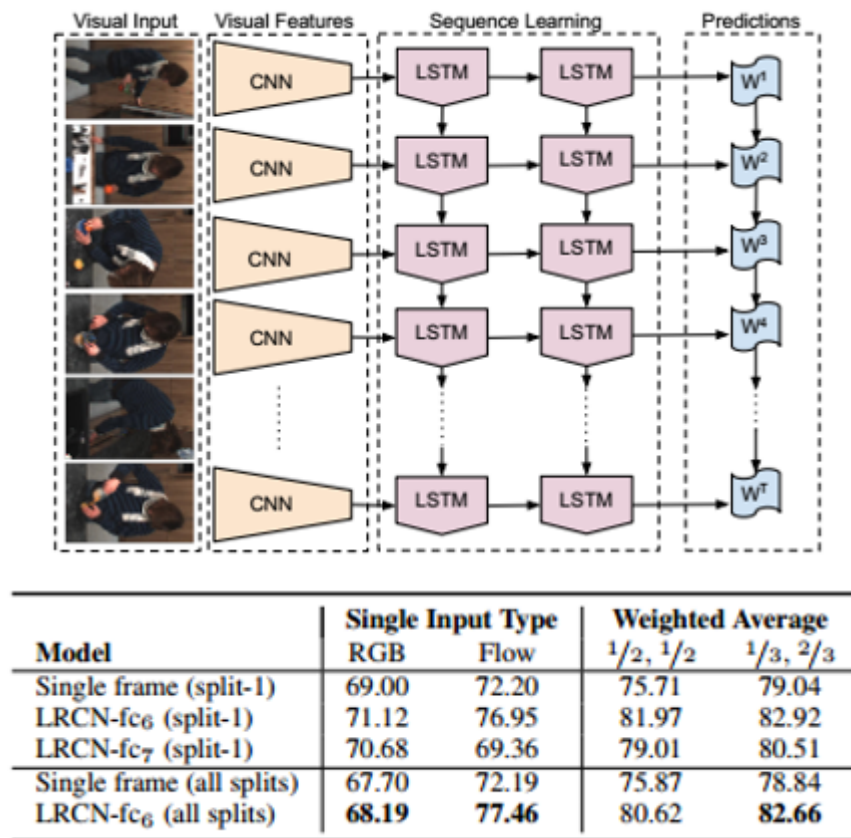 Visual Input Visual Features Sequence Learning Predictions
CNN LSTM LSTM W¹
CNN LSTM LSTM W²
CNN LSTM LSTM W³
CNN LSTM LSTM W⁴
CNN LSTM LSTM Wᵀ
Single Input Type Weighted Average
Model RGB Flow 1/2, 1/2 1/3, 2/3
Single frame (split-1) 69.00 72.20 75.71 79.04
LRCN-fc₆ (split-1) 71.12 76.95 81.97 82.92
LRCN-fc₇ (split-1) 70.68 69.36 79.01 80.51
Single frame (all splits) 67.70 72.19 75.87 78.84
LRCN-fc₆ (all splits) 68.19 77.46 80.62 82.66